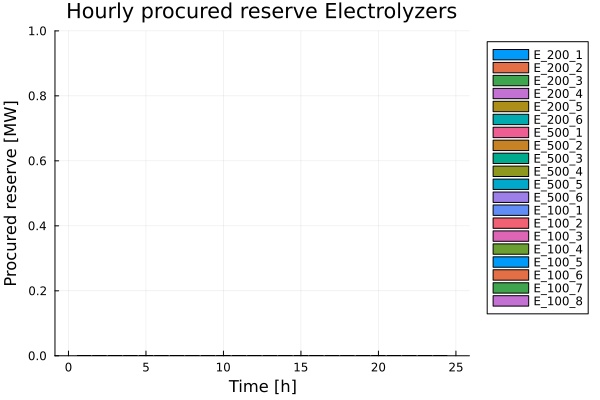 Hourly procured reserve Electrolyzers
Procured reserve [MW]
1.0
0.8
0.6
0.4
0.2
0.0
0 5 10 15 20 25
Time [h]
E_200_1
E_200_2
E_200_3
E_200_4
E_200_5
E_200_6
E_500_1
E_500_2
E_500_3
E_500_4
E_500_5
E_500_6
E_100_1
E_100_2
E_100_3
E_100_4
E_100_5
E_100_6
E_100_7
E_100_8